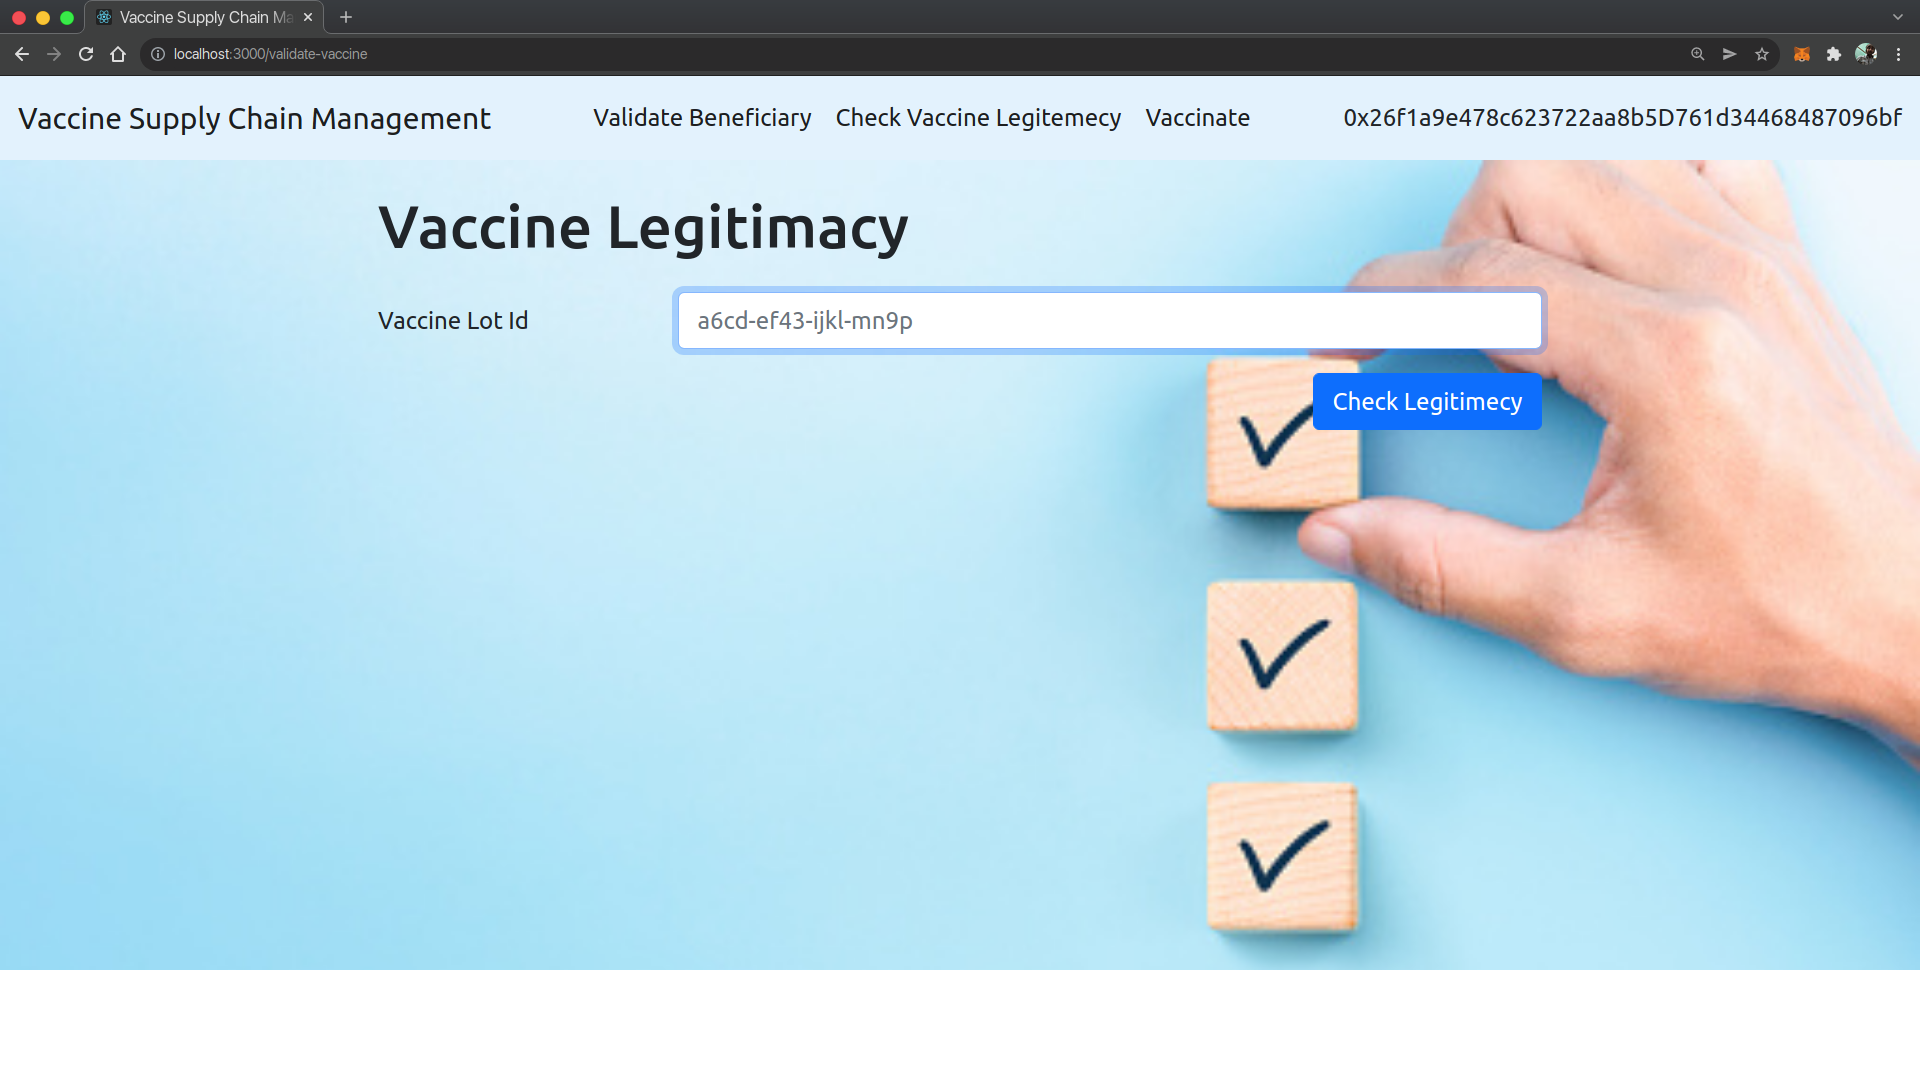 Vaccine Supply Chain Ma
localhost:3000/validate-vaccine
Vaccine Supply Chain Management Validate Beneficiary Check Vaccine Legitemecy Vaccinate 0x26f1a9e478c623722aa8b5D761d34468487096bf
Vaccine Legitimacy
Vaccine Lot Id a6cd-ef43-ijkl-mn9p
Check Legitimecy